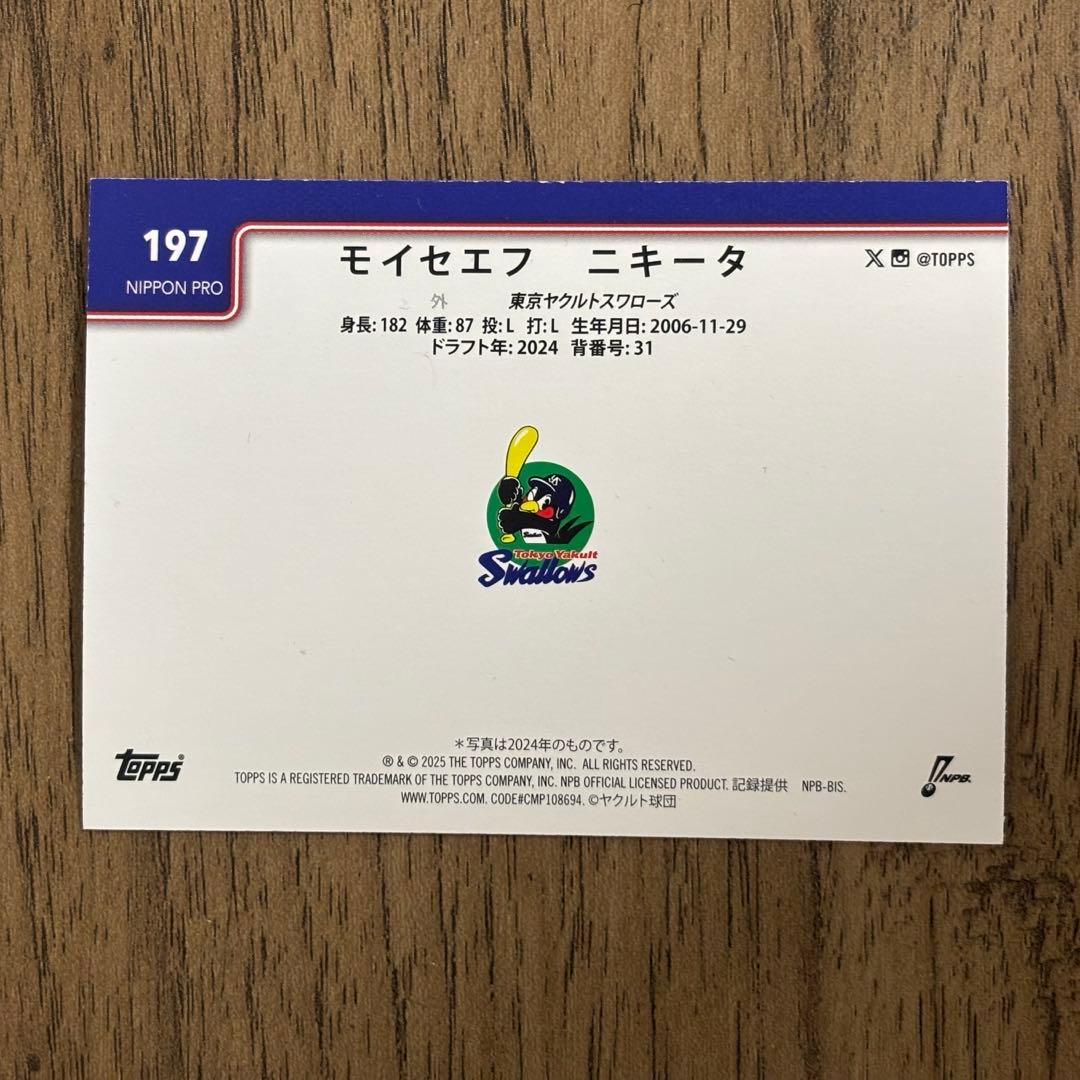 197
NIPPON PRO
モイセエフ ニキータ
@TOPPS
外 東京ヤクルトスワローズ
身長: 182 体重: 87 投: L 打: L 生年月日: 2006-11-29
ドラフト年: 2024 背番号: 31
Tokyo Yakult
Swallows
*写真は2024年のものです。
® & © 2025 THE TOPPS COMPANY, INC. ALL RIGHTS RESERVED.
TOPPS IS A REGISTERED TRADEMARK OF THE TOPPS COMPANY, INC. NPB OFFICIAL LICENSED PRODUCT. 記録提供 NPB-BIS.
WWW.TOPPS.COM. CODE#CMP108694. ©ヤクルト球団
topps®
NPB